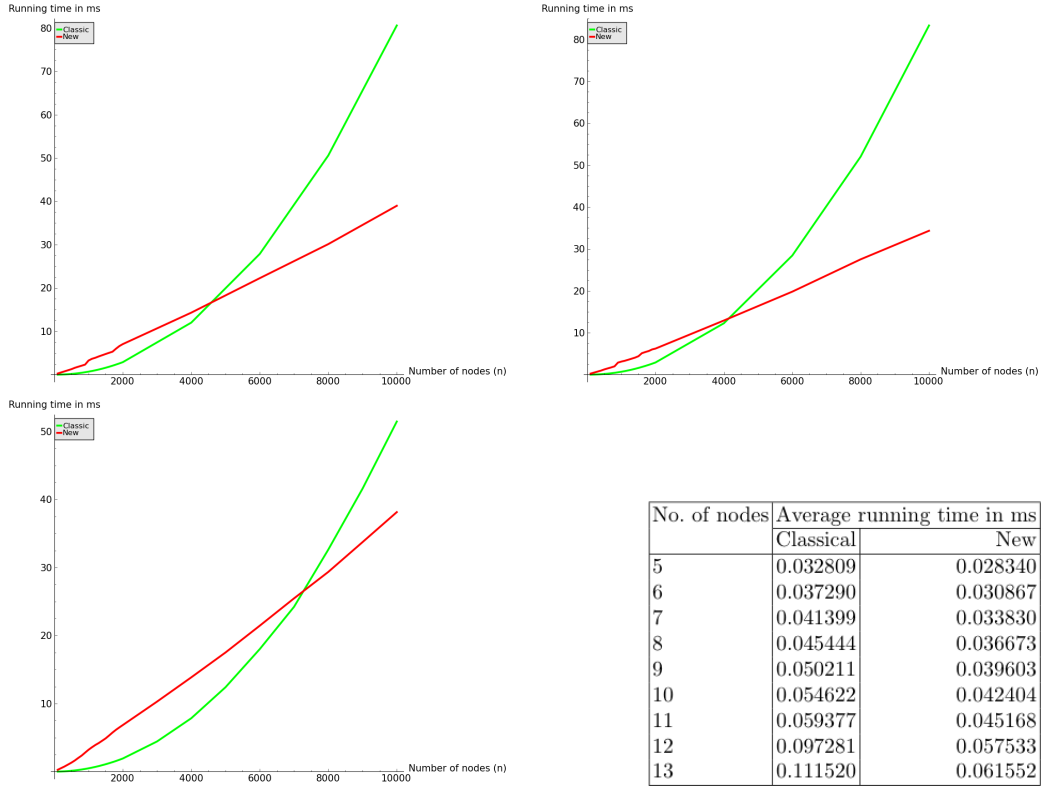 Running time in ms
Classic
New
80
70
60
50
40
30
20
10
2000 4000 6000 8000 10000 Number of nodes (n)
Running time in ms
Classic
New
80
70
60
50
40
30
20
10
2000 4000 6000 8000 10000 Number of nodes (n)
Running time in ms
Classic
New
50
40
30
20
10
2000 4000 6000 8000 10000 Number of nodes (n)
No. of nodes Average running time in ms
Classical New
5 0.032809 0.028340
6 0.037290 0.030867
7 0.041399 0.033830
8 0.045444 0.036673
9 0.050211 0.039603
10 0.054622 0.042404
11 0.059377 0.045168
12 0.097281 0.057533
13 0.111520 0.061552